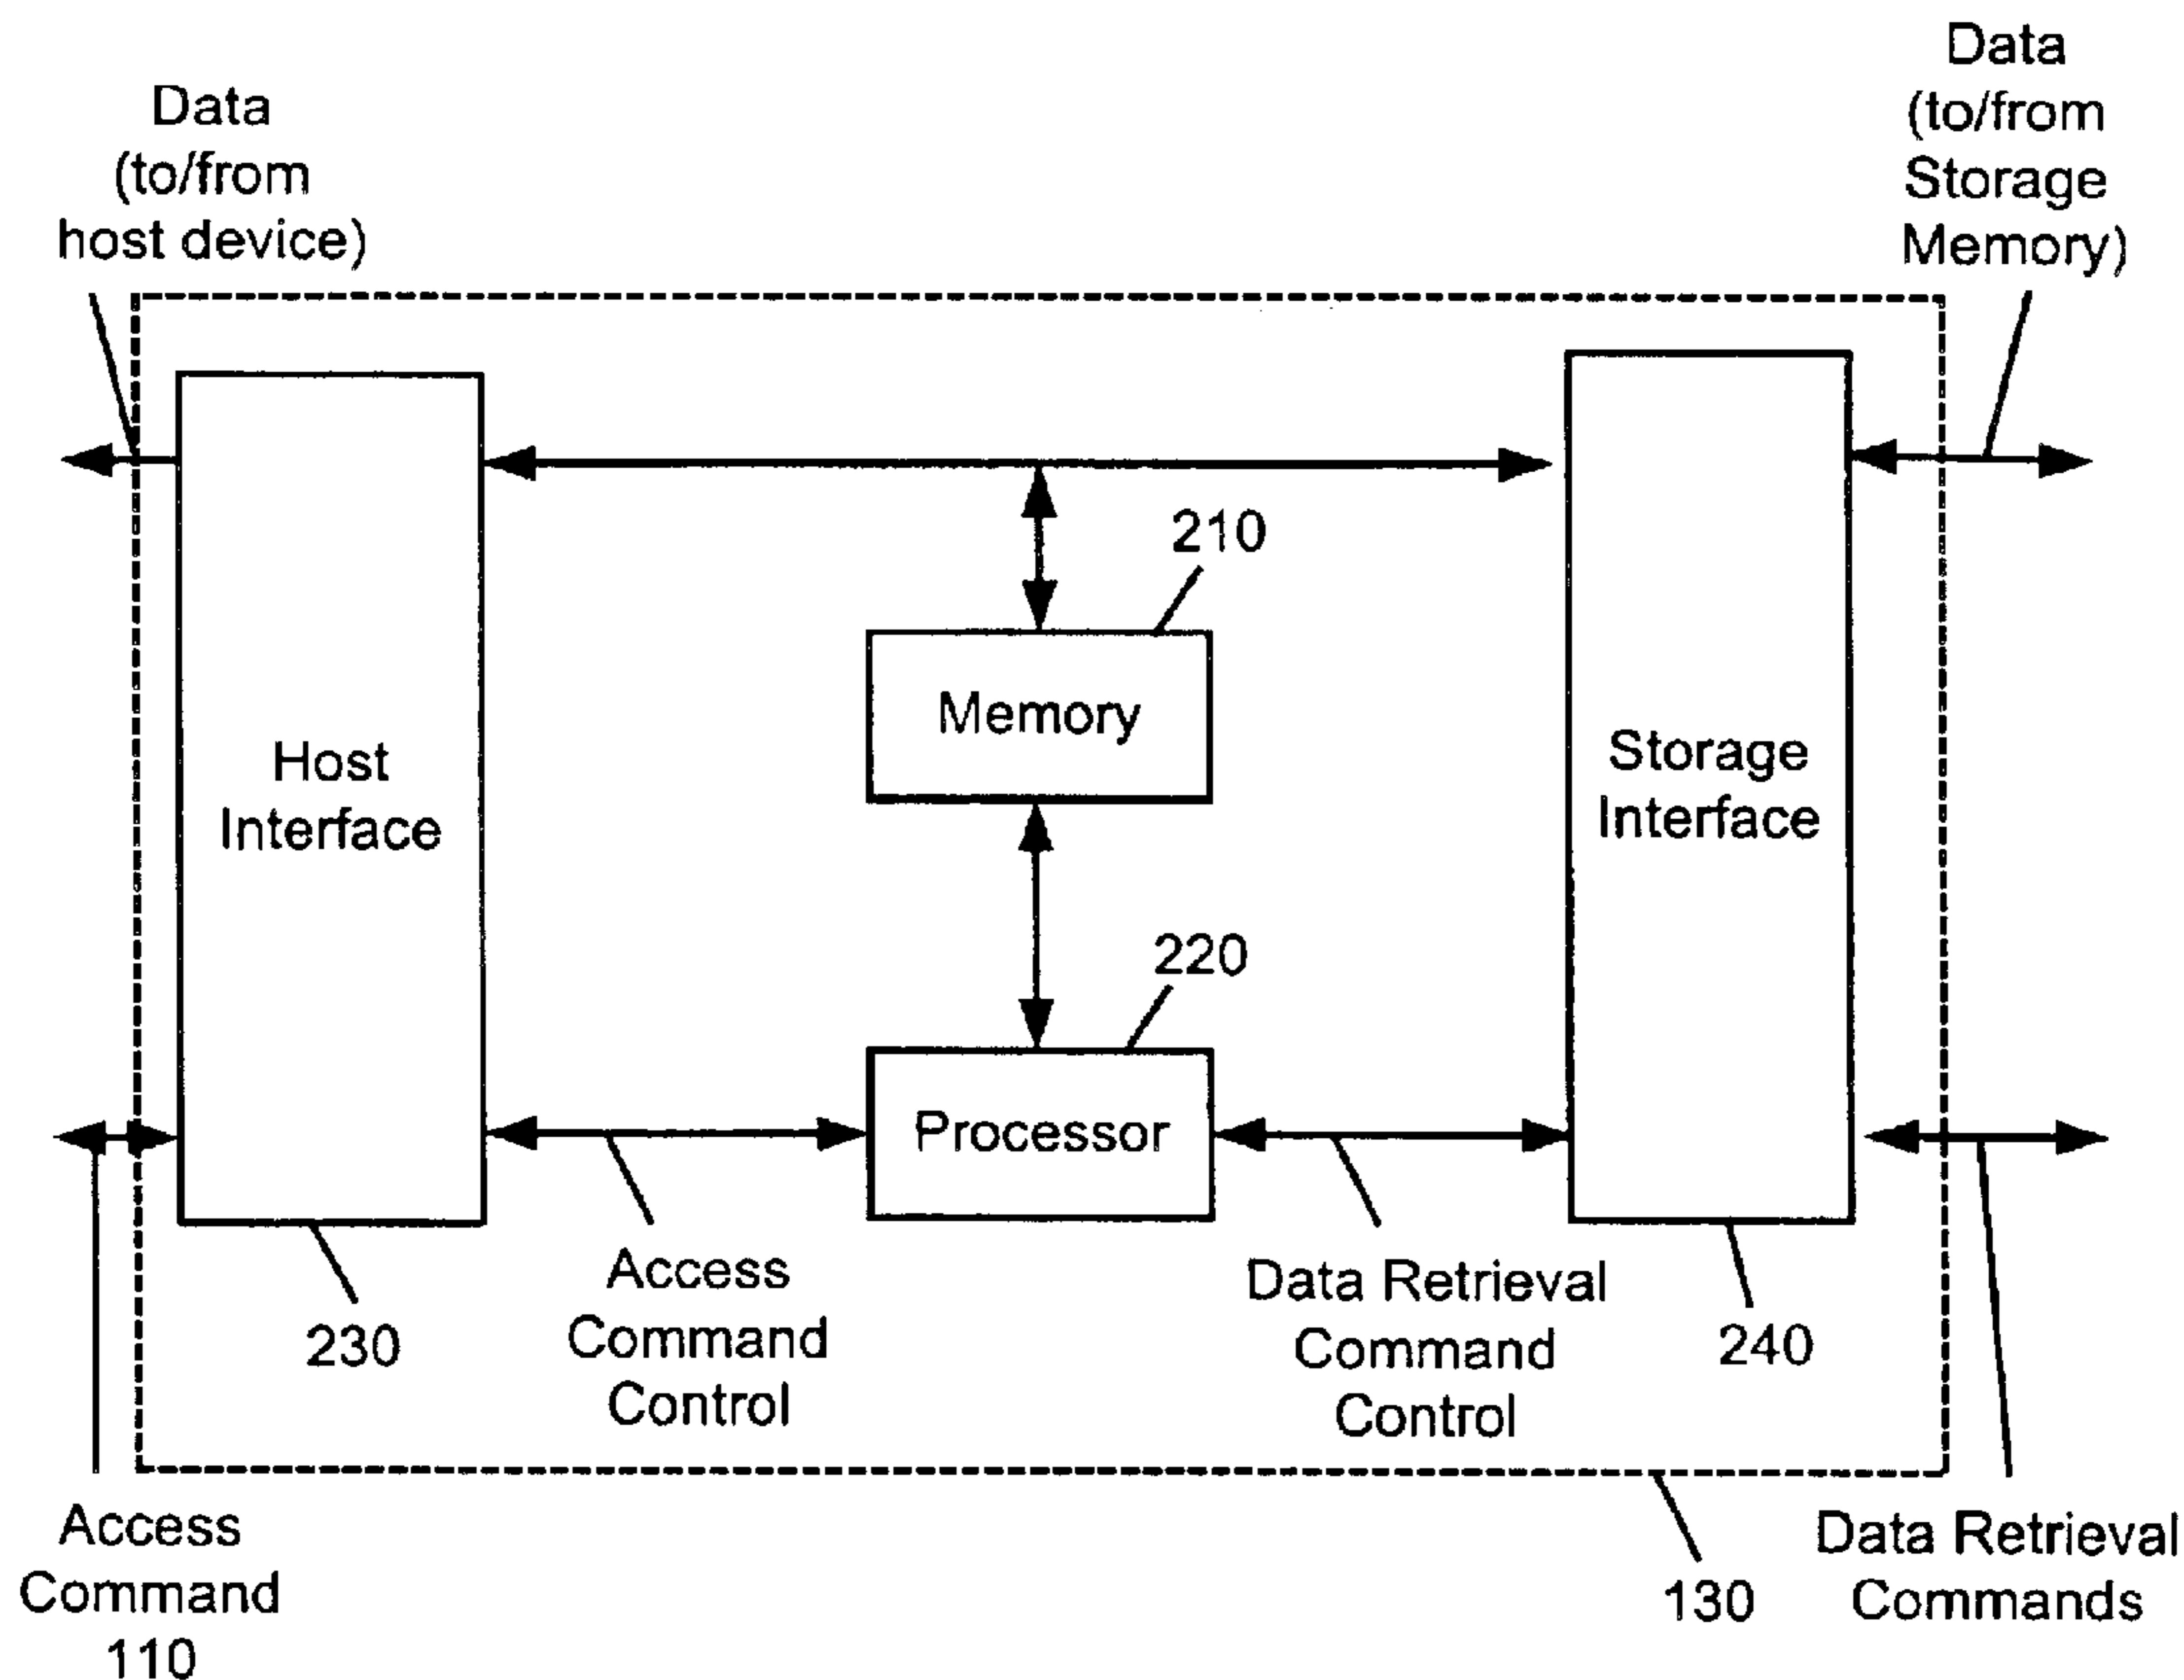 Data
(to/from
host device)
Data
(to/from
Storage
Memory)
210
Memory
Host
Interface
Storage
Interface
220
Processor
230
Access
Command
Control
Data Retrieval
Command
Control
240
Access
Command
110
130
Data Retrieval
Commands